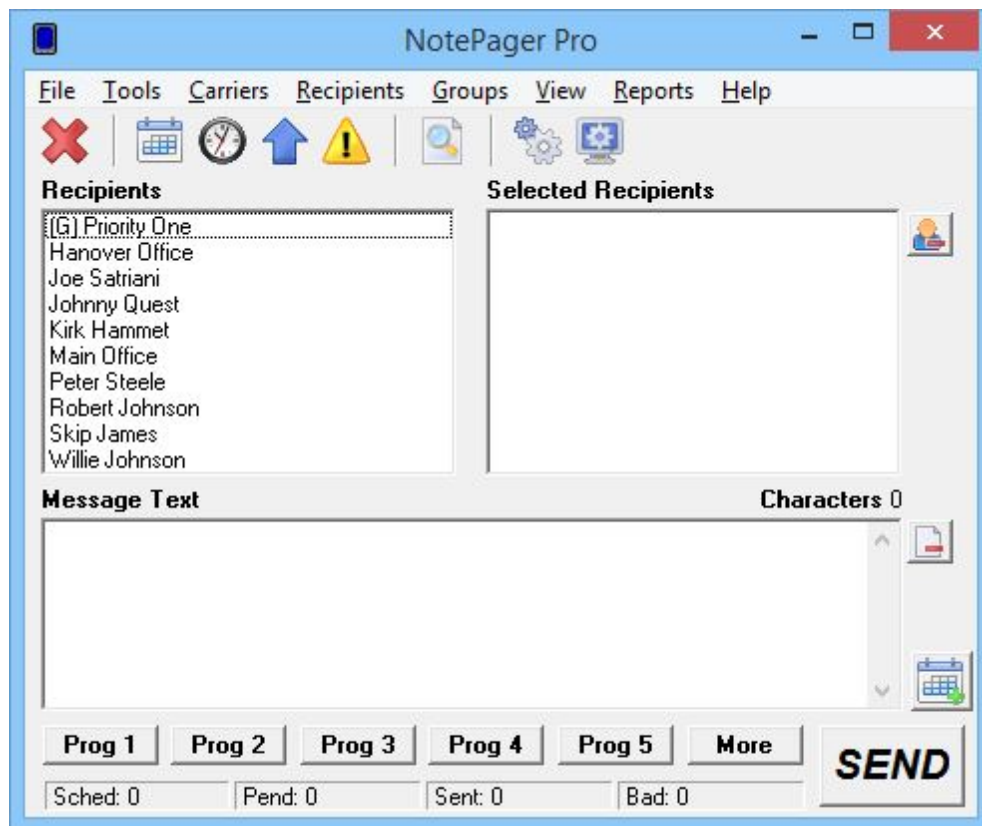 NotePager Pro
File Tools Carriers Recipients Groups View Reports Help
Recipients
(G) Priority One
Hanover Office
Joe Satriani
Johnny Quest
Kirk Hammet
Main Office
Peter Steele
Robert Johnson
Skip James
Willie Johnson
Selected Recipients
Message Text
Characters 0
Prog 1 Prog 2 Prog 3 Prog 4 Prog 5 More
SEND
Sched: 0 Pend: 0 Sent: 0 Bad: 0